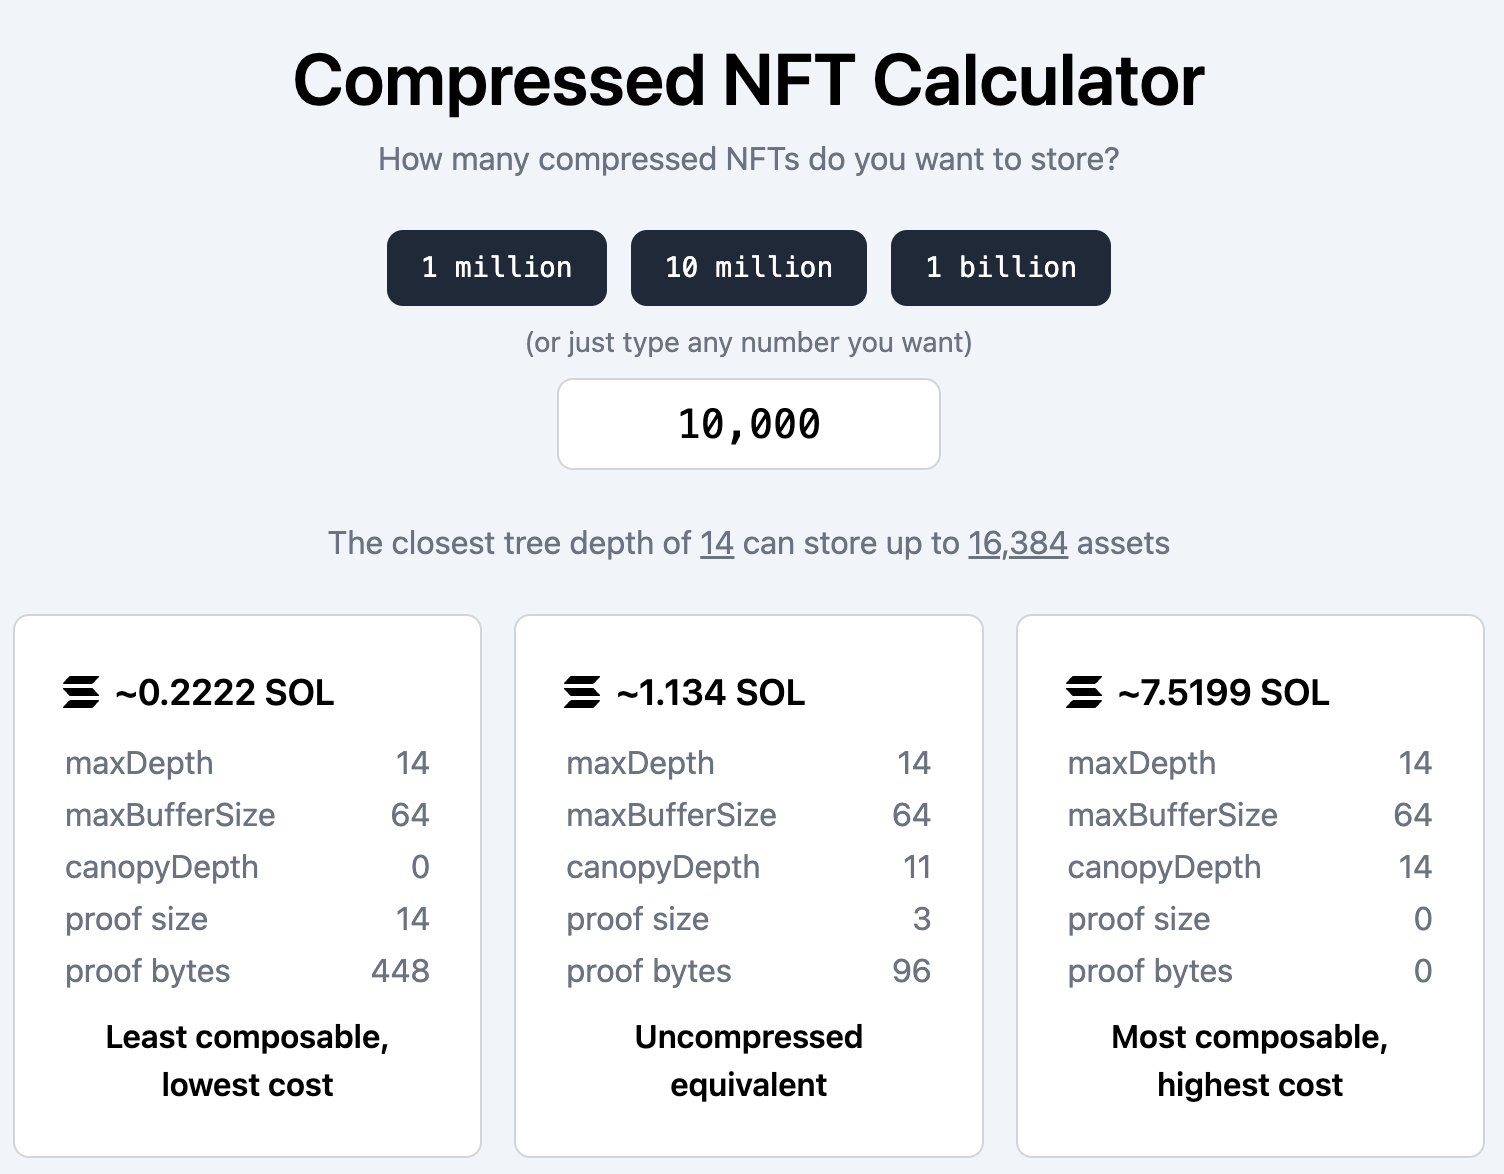 Compressed NFT Calculator
How many compressed NFTs do you want to store?
1 million 10 million 1 billion
(or just type any number you want)
10,000
The closest tree depth of 14 can store up to 16,384 assets
~0.2222 SOL
maxDepth 14
maxBufferSize 64
canopyDepth 0
proof size 14
proof bytes 448
Least composable,
lowest cost
~1.134 SOL
maxDepth 14
maxBufferSize 64
canopyDepth 11
proof size 3
proof bytes 96
Uncompressed
equivalent
~7.5199 SOL
maxDepth 14
maxBufferSize 64
canopyDepth 14
proof size 0
proof bytes 0
Most composable,
highest cost